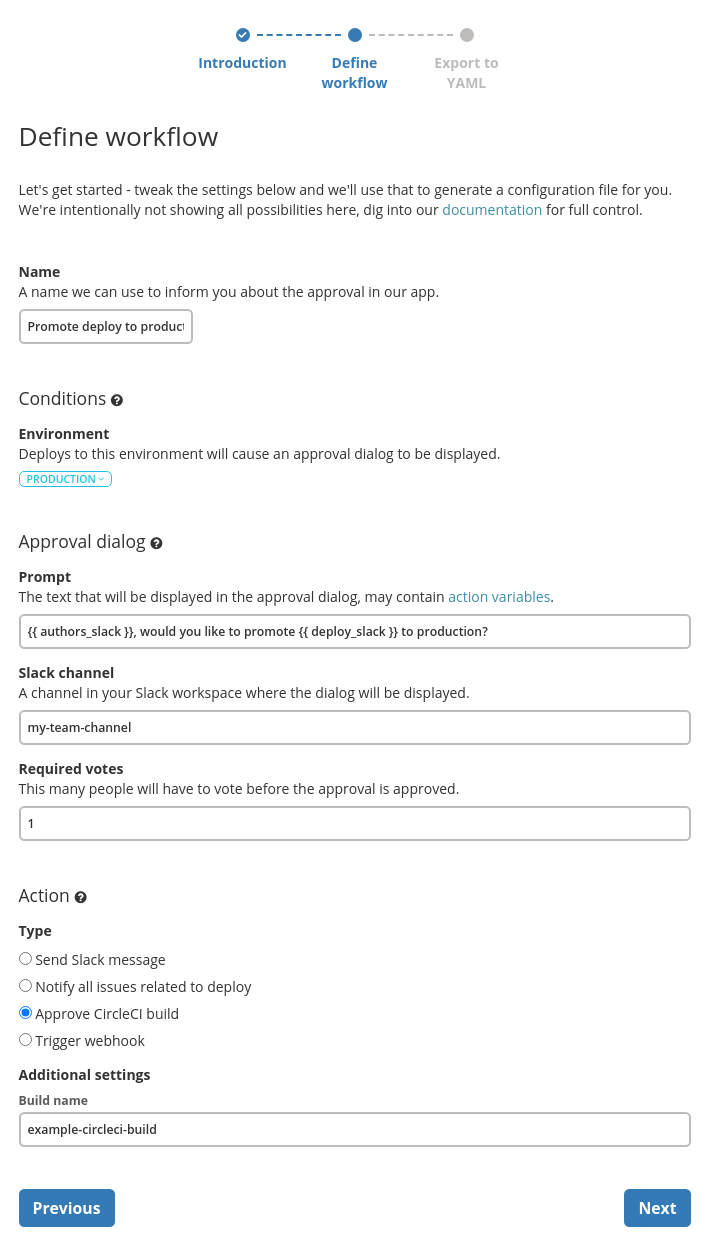 Introduction
Define
workflow
Export to
YAML
Define workflow
Let's get started - tweak the settings below and we'll use that to generate a configuration file for you.
We're intentionally not showing all possibilities here, dig into our documentation for full control.
Name
A name we can use to inform you about the approval in our app.
Promote deploy to product
Conditions ?
Environment
Deploys to this environment will cause an approval dialog to be displayed.
PRODUCTION
Approval dialog ?
Prompt
The text that will be displayed in the approval dialog, may contain action variables.
{{ authors_slack }}, would you like to promote {{ deploy_slack }} to production?
Slack channel
A channel in your Slack workspace where the dialog will be displayed.
my-team-channel
Required votes
This many people will have to vote before the approval is approved.
1
Action ?
Type
Send Slack message
Notify all issues related to deploy
Approve CircleCI build
Trigger webhook
Additional settings
Build name
example-circleci-build
Previous
Next